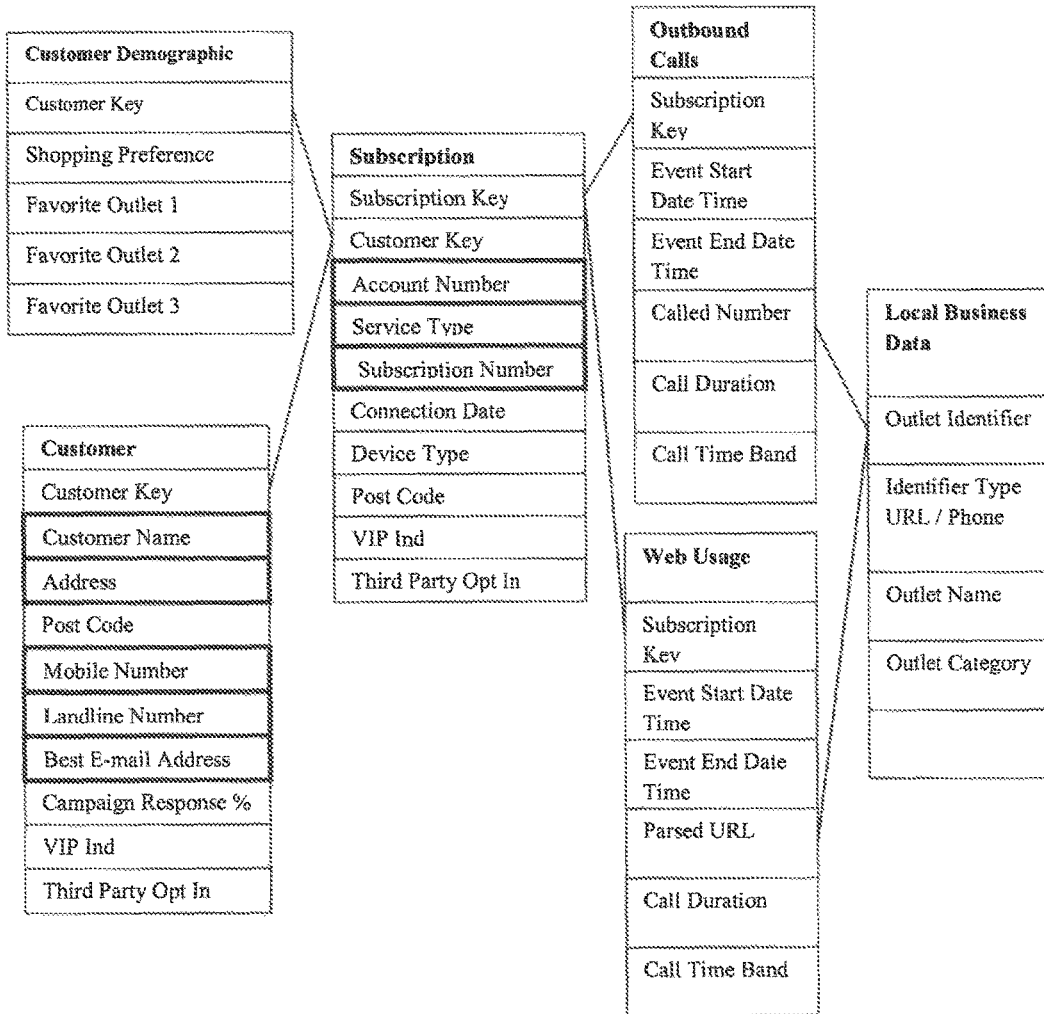 Customer Demographic
Customer Key
Shopping Preference
Favorite Outlet 1
Favorite Outlet 2
Favorite Outlet 3
Customer
Customer Key
Customer Name
Address
Post Code
Mobile Number
Landline Number
Best E-mail Address
Campaign Response %
VIP Ind
Third Party Opt In
Subscription
Subscription Key
Customer Key
Account Number
Service Type
Subscription Number
Connection Date
Device Type
Post Code
VIP Ind
Third Party Opt In
Outbound
Calls
Subscription
Key
Event Start
Date Time
Event End Date
Time
Called Number
Call Duration
Call Time Band
Web Usage
Subscription
Key
Event Start Date
Time
Event End Date
Time
Parsed URL
Call Duration
Call Time Band
Local Business
Data
Outlet Identifier
Identifier Type
URL / Phone
Outlet Name
Outlet Category